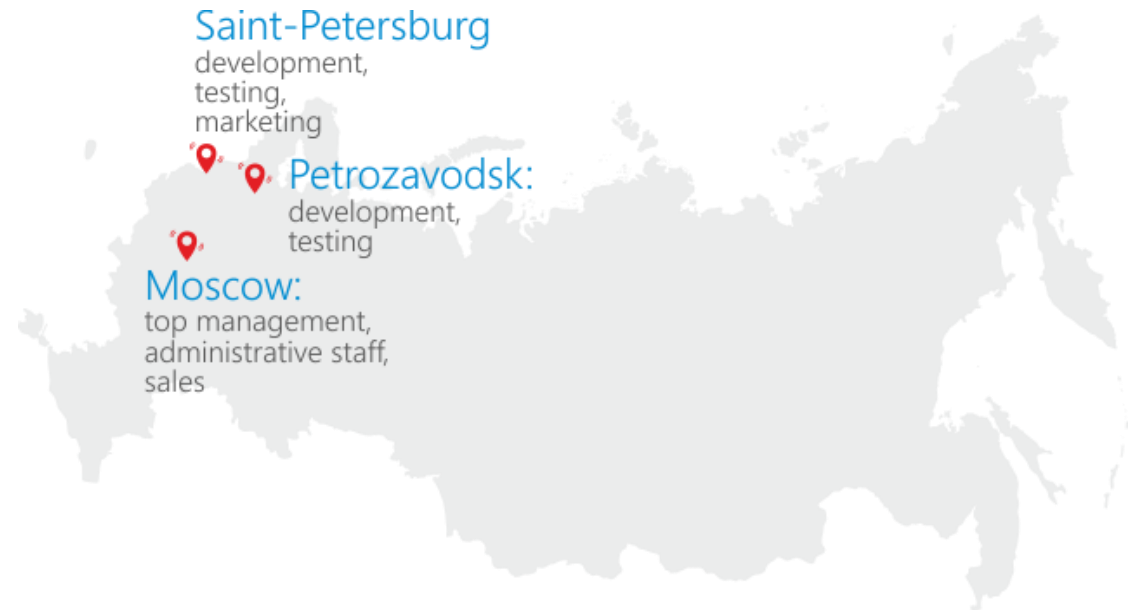 Saint-Petersburg
development,
testing,
marketing
Petrozavodsk:
development,
testing
Moscow:
top management,
administrative staff,
sales